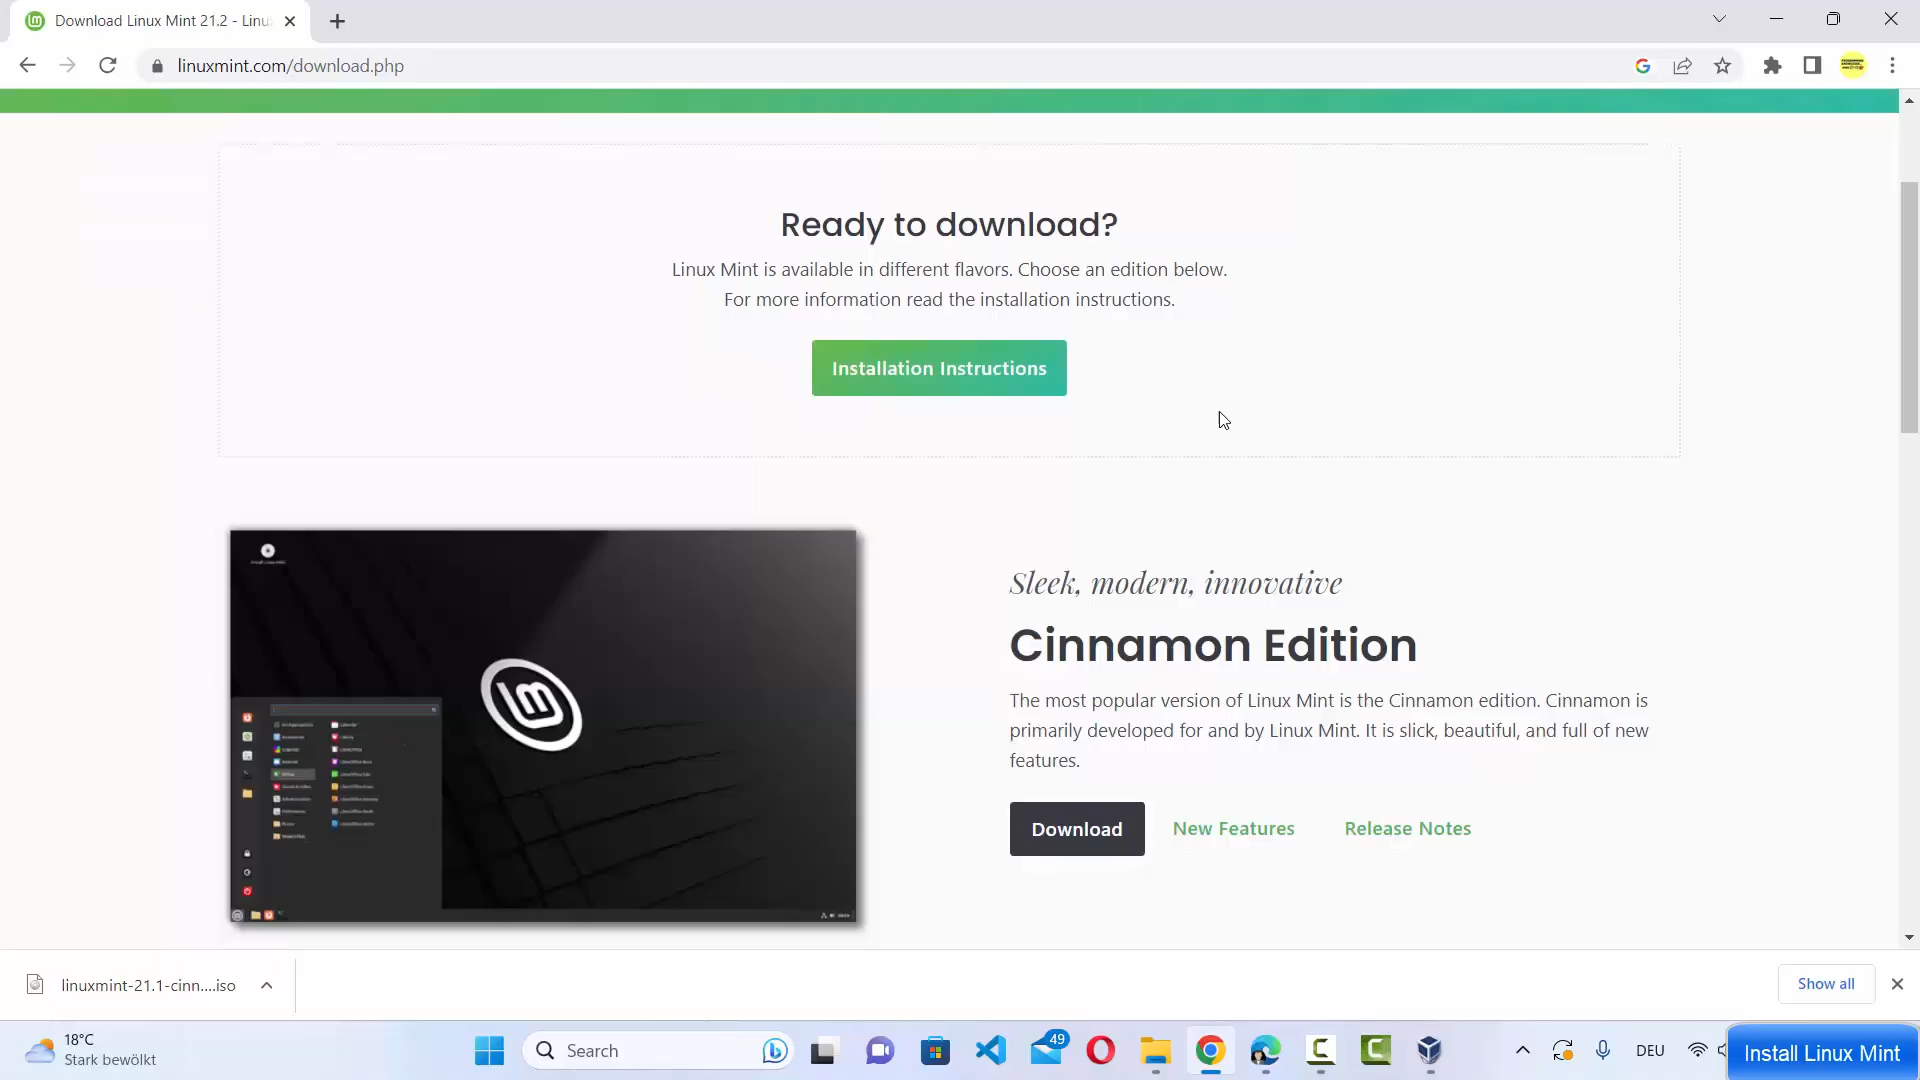 Download Linux Mint 21.2 - Linu
linuxmint.com/download.php
Ready to download?
Linux Mint is available in different flavors. Choose an edition below.
For more information read the installation instructions.
Installation Instructions
Sleek, modern, innovative
Cinnamon Edition
The most popular version of Linux Mint is the Cinnamon edition. Cinnamon is
primarily developed for and by Linux Mint. It is slick, beautiful, and full of new
features.
Download
New Features
Release Notes
linuxmint-21.1-cinn....iso
Show all
18°C
Stark bewölkt
Search
49
DEU
Install Linux Mint